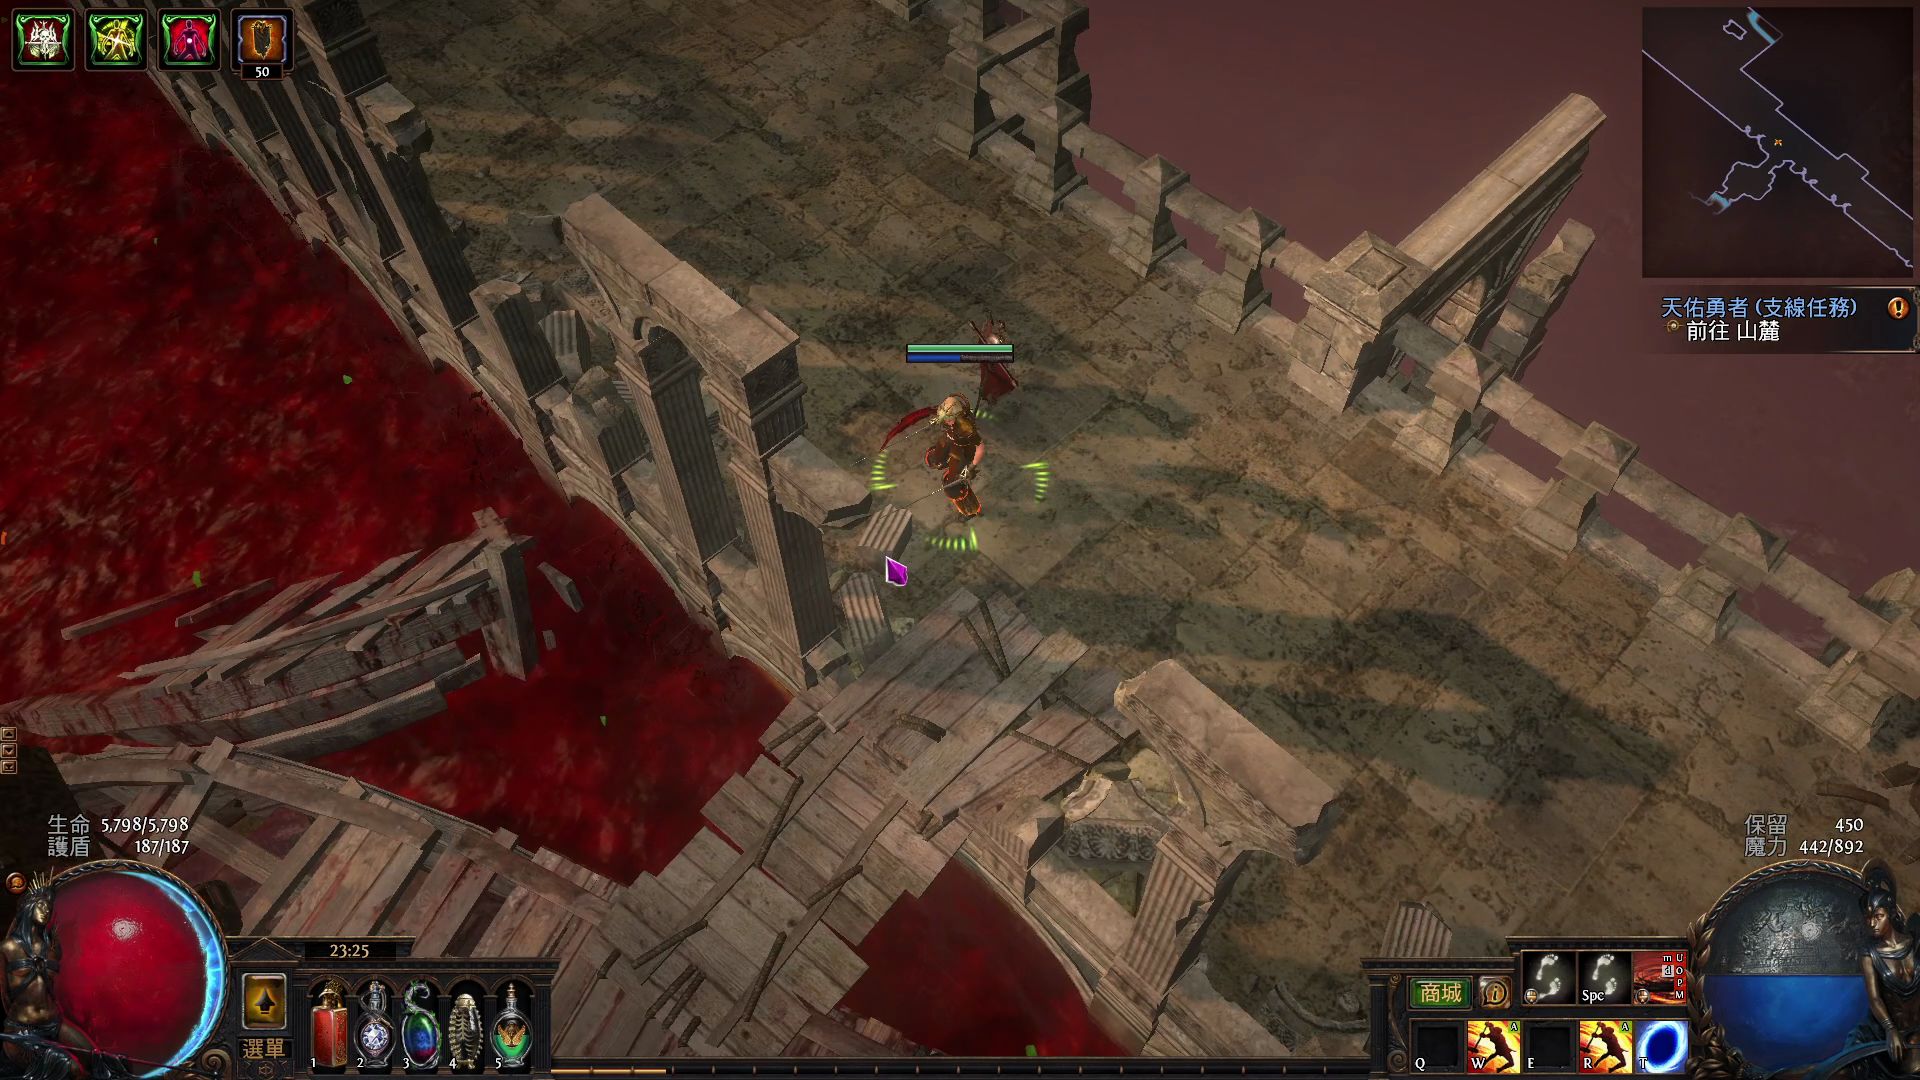 50
天佑勇者 (支線任務)
前往 山麓
生命 5,798/5,798
護盾 187/187
保留 450
魔力 442/892
23:25
選單
1 2 3 4 5
商城
Spc
m U
d O
P
M
Q W A E R A T